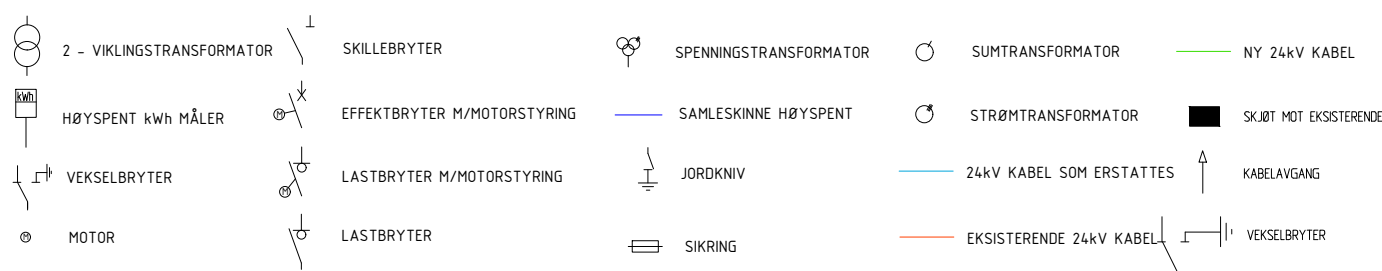 2 - VIKLINGSTRANSFORMATOR
SKILLEBRYTER
SPENNINGSTRANSFORMATOR
SUMTRANSFORMATOR
NY 24kV KABEL
kWh
HØYSPENT kWh MÅLER
M
EFFEKTBRYTER M/MOTORSTYRING
SAMLESKINNE HØYSPENT
STRØMTRANSFORMATOR
SKJØT MOT EKSISTERENDE
VEKSELBRYTER
M
LASTBRYTER M/MOTORSTYRING
JORDKNIV
24kV KABEL SOM ERSTATTES
KABELAVGANG
M
MOTOR
LASTBRYTER
SIKRING
EKSISTERENDE 24kV KABEL
VEKSELBRYTER